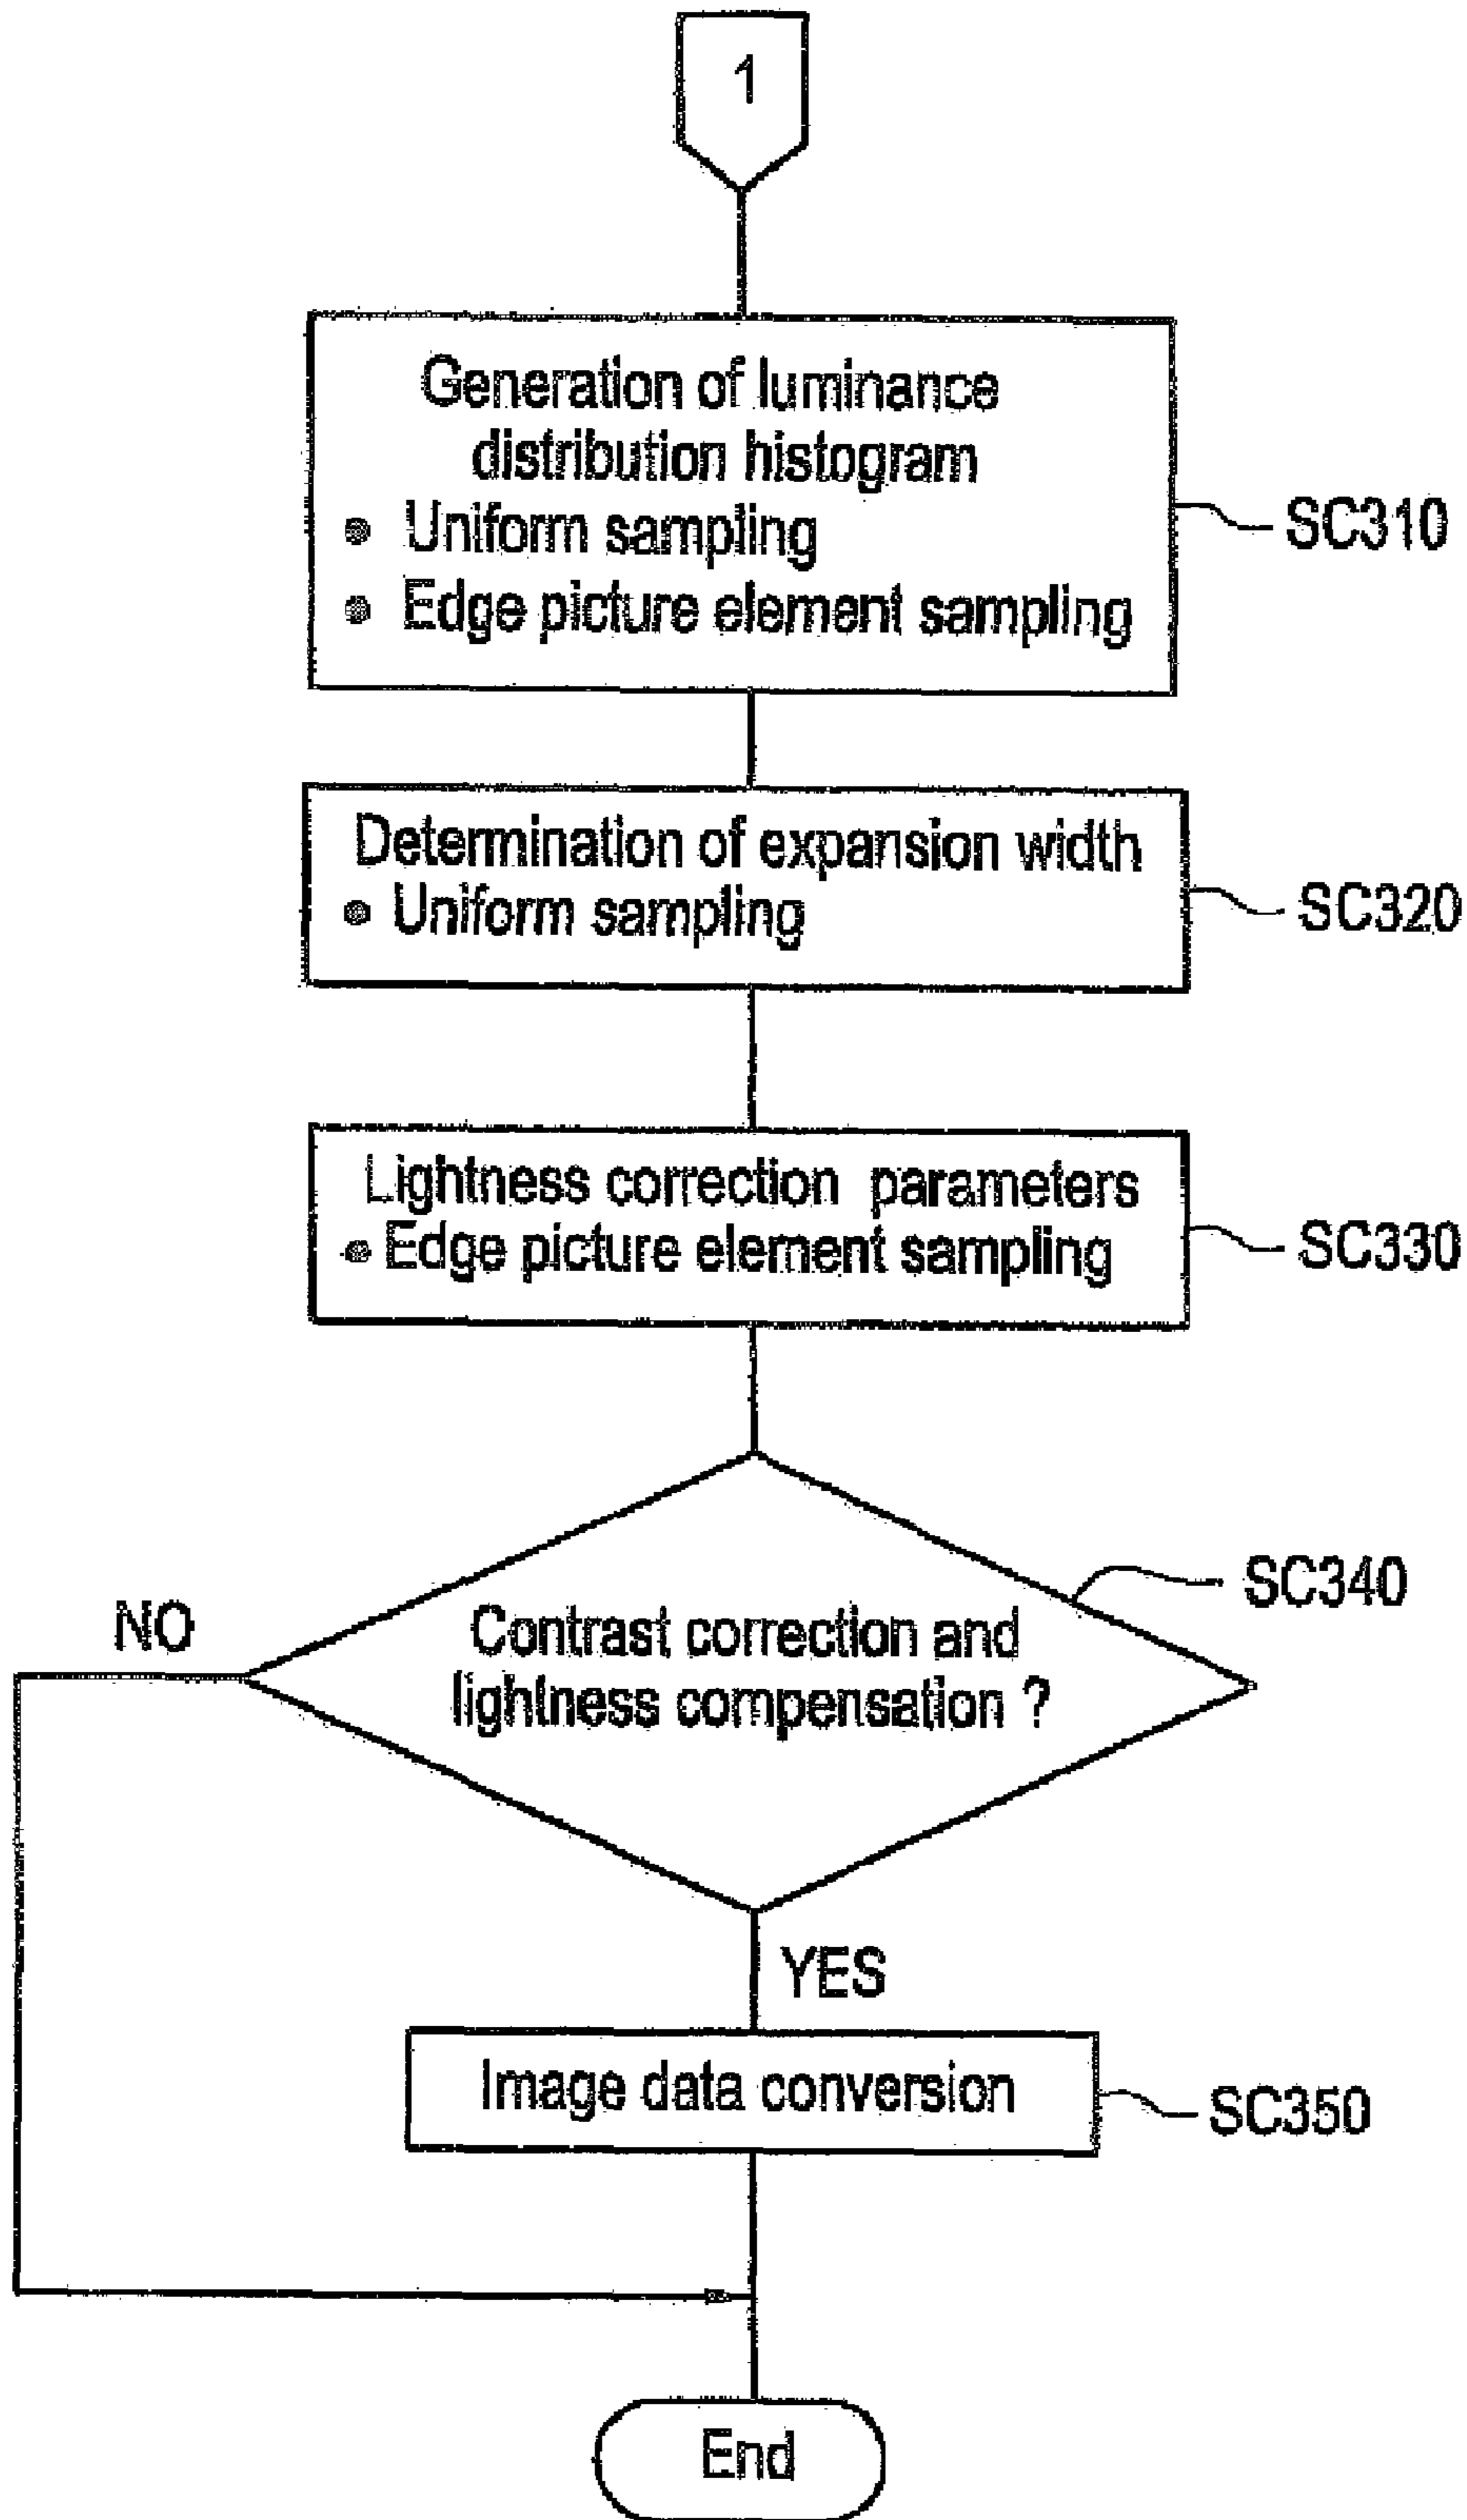 1
Generation of luminance
distribution histogram
• Uniform sampling
• Edge picture element sampling
SC310
Determination of expansion width
• Uniform sampling
SC320
Lightness correction parameters
• Edge picture element sampling
SC330
SC340
NO
Contrast correction and
lightness compensation ?
YES
Image data conversion
SC350
End